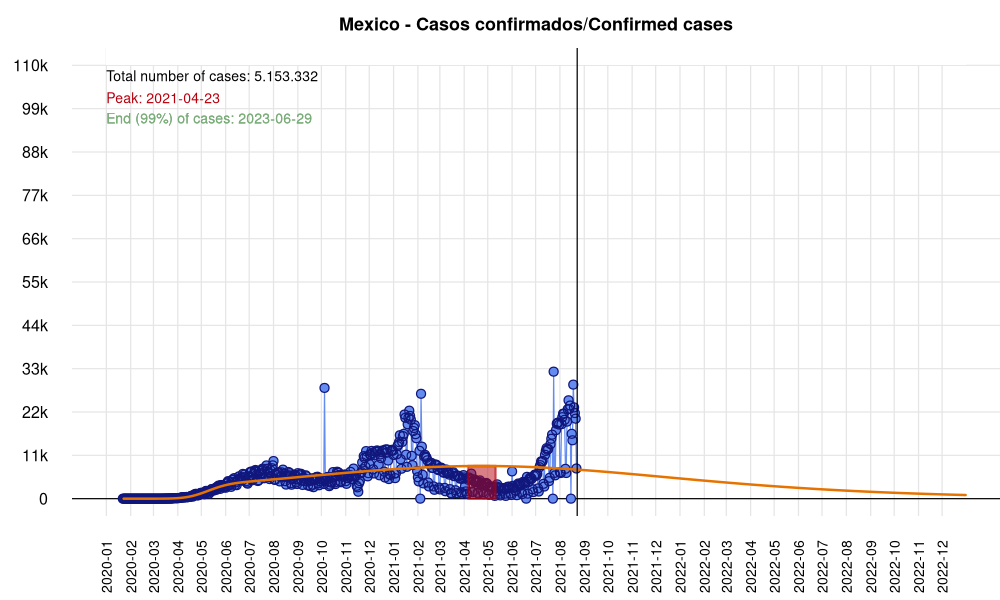 Mexico - Casos confirmados/Confirmed cases
110k
99k
88k
77k
66k
55k
44k
33k
22k
11k
0
Total number of cases: 5.153.332
Peak: 2021-04-23
End (99%) of cases: 2023-06-29
2020-01
2020-02
2020-03
2020-04
2020-05
2020-06
2020-07
2020-08
2020-09
2020-10
2020-11
2020-12
2021-01
2021-02
2021-03
2021-04
2021-05
2021-06
2021-07
2021-08
2021-09
2021-10
2021-11
2021-12
2022-01
2022-02
2022-03
2022-04
2022-05
2022-06
2022-07
2022-08
2022-09
2022-10
2022-11
2022-12